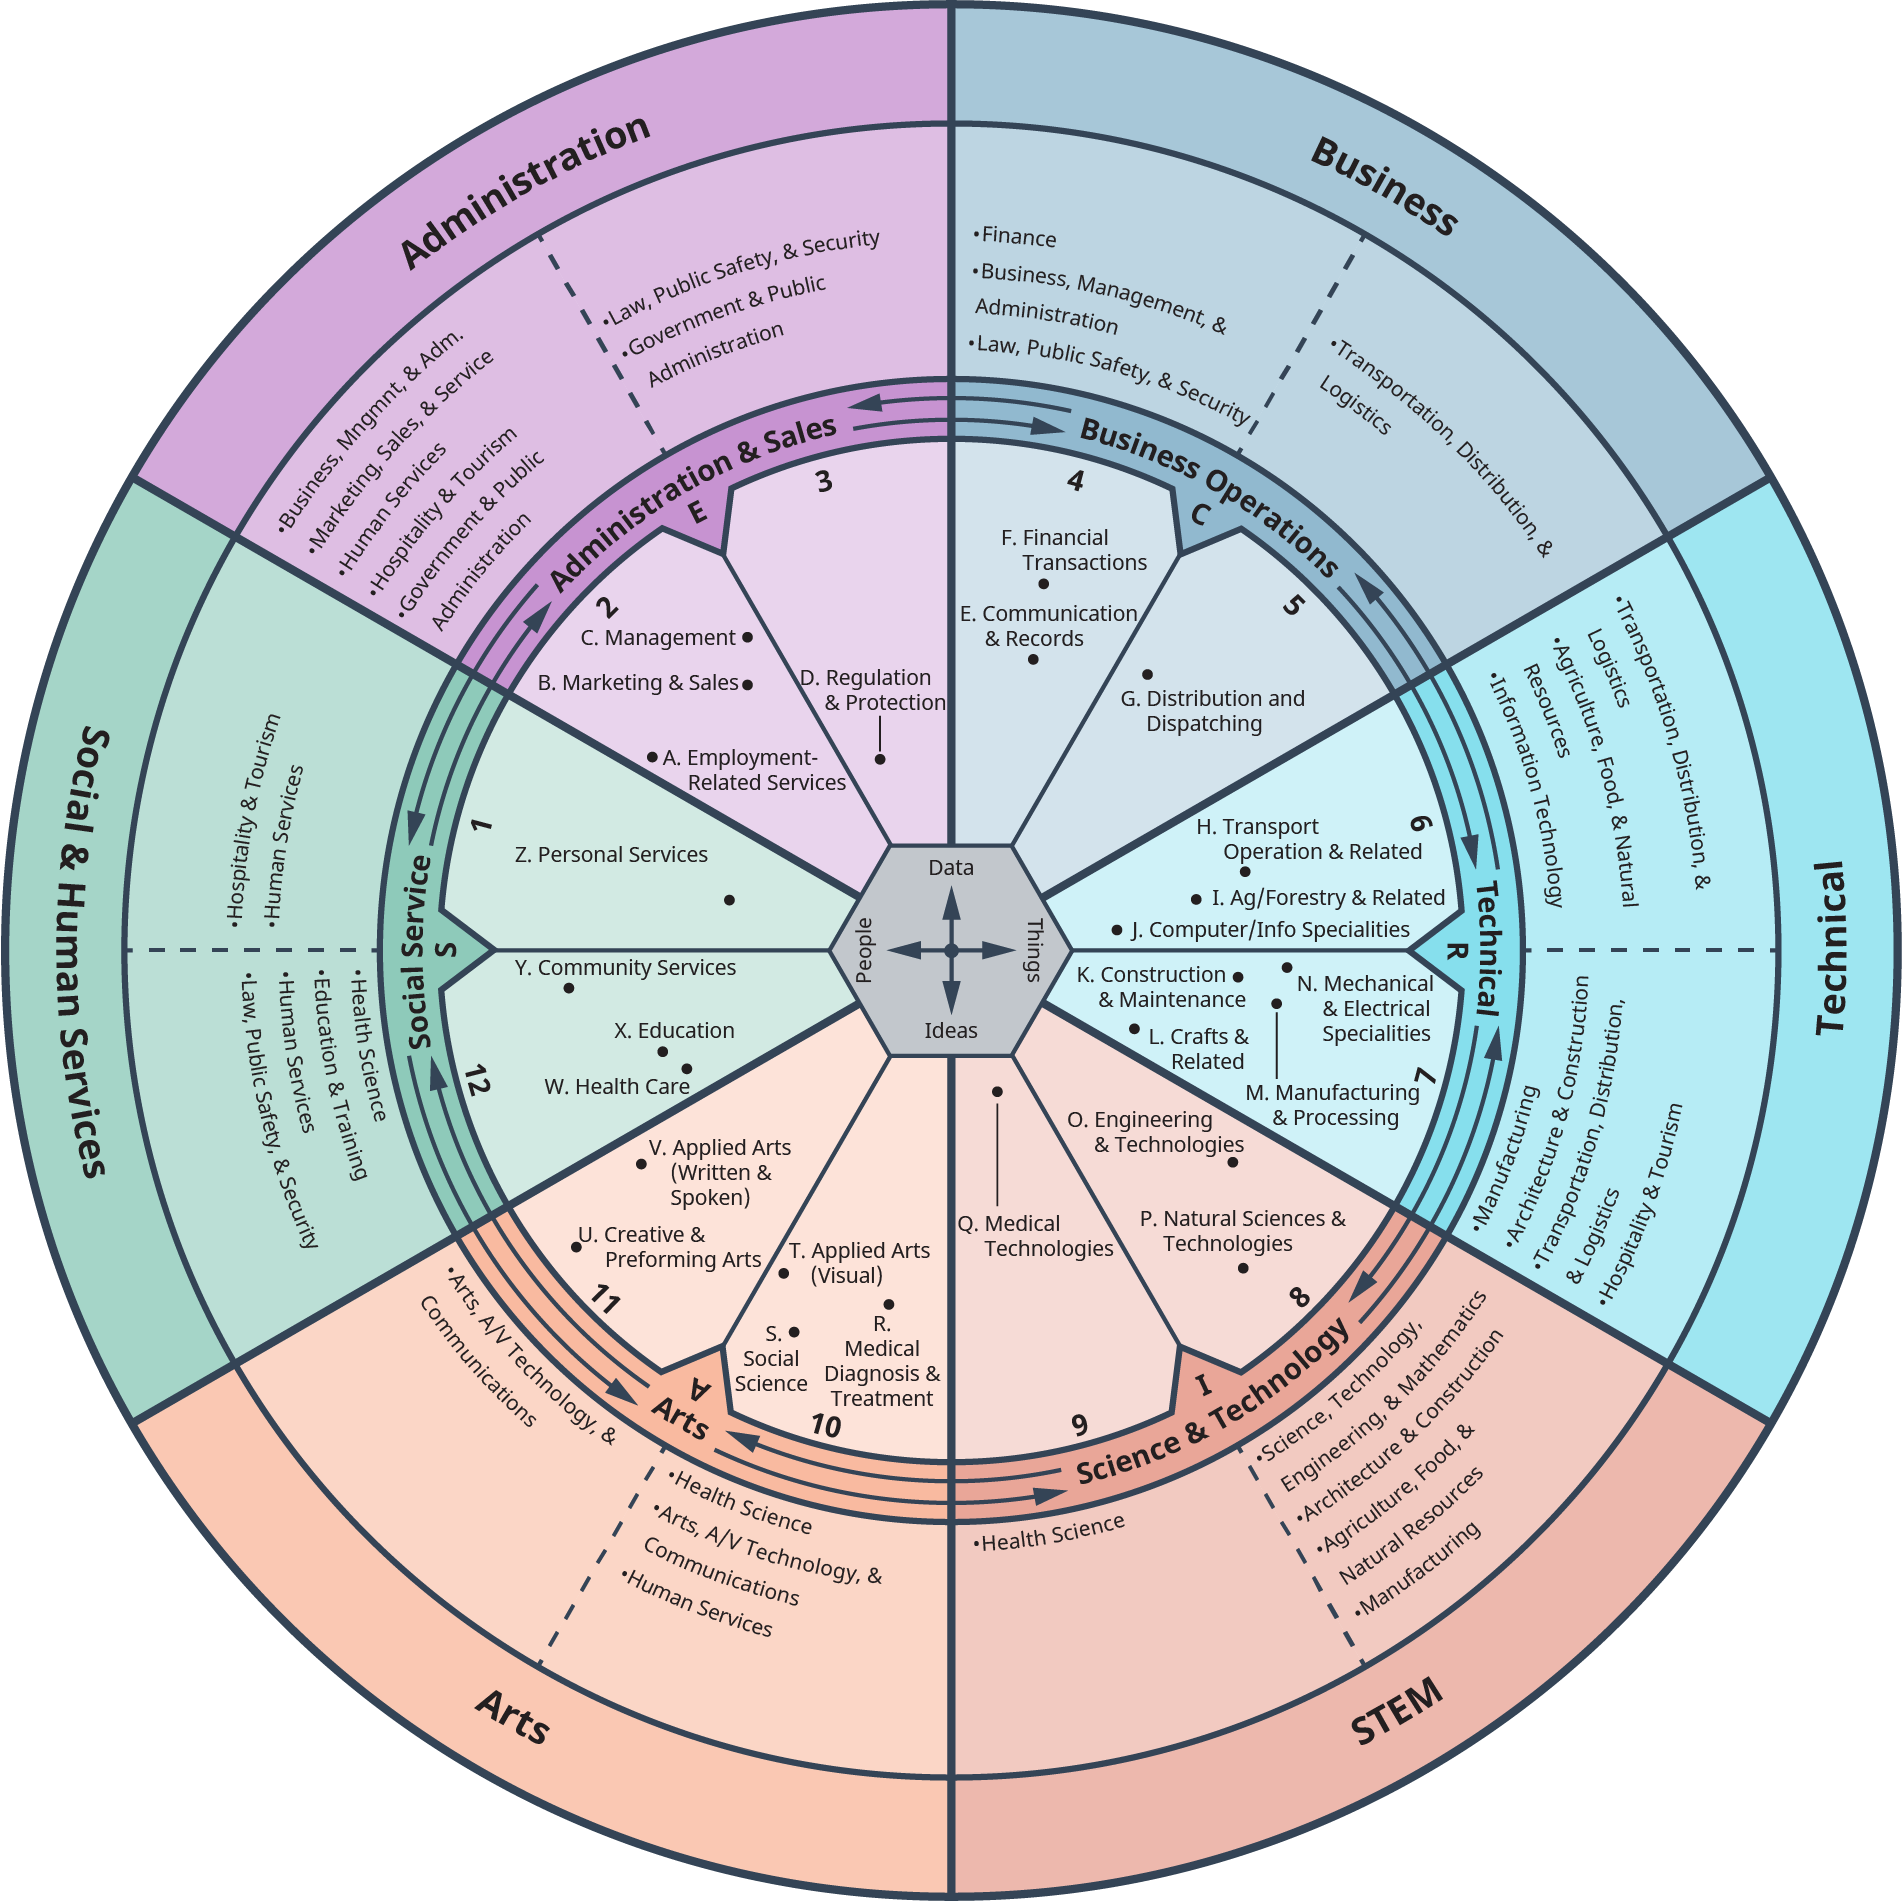 Administration
Business
Technical
STEM
Arts
Social & Human Services
•Business, Mngmnt, & Adm.
•Marketing, Sales, & Service
•Human Services
•Hospitality & Tourism
•Government & Public
Administration
•Law, Public Safety, & Security
•Government & Public
Administration
•Finance
•Business, Management, &
Administration
•Law, Public Safety, & Security
•Transportation, Distribution, &
Logistics
•Transportation, Distribution, &
Logistics
•Agriculture, Food, & Natural
Resources
•Information Technology
•Manufacturing
•Architecture & Construction
•Transportation, Distribution,
& Logistics
•Hospitality & Tourism
•Science, Technology,
Engineering, & Mathematics
•Architecture & Construction
•Agriculture, Food, &
Natural Resources
•Manufacturing
•Health Science
•Health Science
•Arts, A/V Technology, &
Communications
•Human Services
•Arts, A/V Technology, &
Communications
•Health Science
•Education & Training
•Human Services
•Law, Public Safety, & Security
•Hospitality & Tourism
•Human Services
Administration & Sales
E
Business Operations
C
Technical
R
Science & Technology
I
Arts
A
Social Service
S
1
Z. Personal Services
2
C. Management
B. Marketing & Sales
A. Employment-
Related Services
3
D. Regulation
& Protection
4
F. Financial
Transactions
E. Communication
& Records
5
G. Distribution and
Dispatching
6
H. Transport
Operation & Related
I. Ag/Forestry & Related
J. Computer/Info Specialities
7
K. Construction
& Maintenance
N. Mechanical
& Electrical
Specialities
L. Crafts &
Related
M. Manufacturing
& Processing
8
O. Engineering
& Technologies
P. Natural Sciences &
Technologies
9
Q. Medical
Technologies
10
T. Applied Arts
(Visual)
R.
Medical
Diagnosis &
Treatment
S.
Social
Science
11
V. Applied Arts
(Written &
Spoken)
U. Creative &
Preforming Arts
12
Y. Community Services
X. Education
W. Health Care
Data
People
Things
Ideas